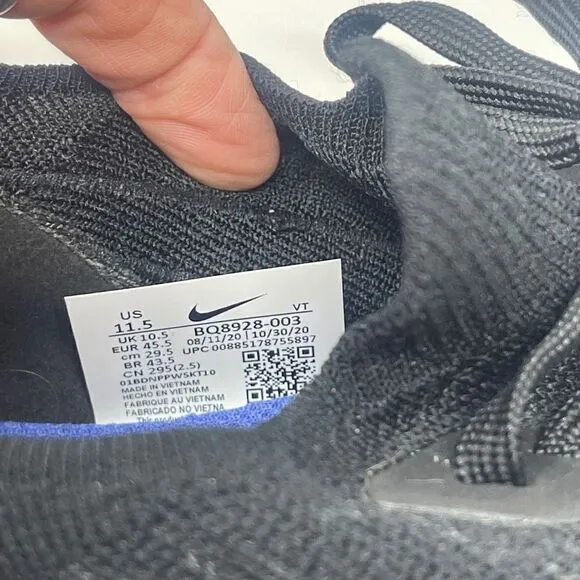 US
11.5
UK 10.5
EUR 45.5
cm 29.5
BR 43.5
CN 295(2.5)
01BDNPPWSKT10
MADE IN VIETNAM
HECHO EN VIETNAM
FABRIQUE AU VIETNAM
FABRICADO NO VIETNA
This
VT
BQ8928-003
08/11/20 10/30/20
UPC 00885178755897